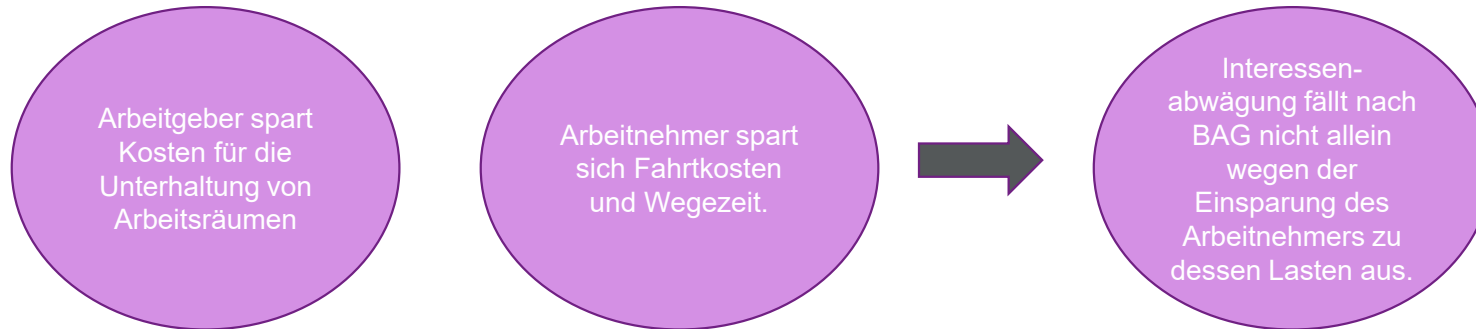 Arbeitgeber spart
Kosten für die
Unterhaltung von
Arbeitsräumen
Arbeitnehmer spart
sich Fahrtkosten
und Wegezeit.
Interessen-
abwägung fällt nach
BAG nicht allein
wegen der
Einsparung des
Arbeitnehmers zu
dessen Lasten aus.